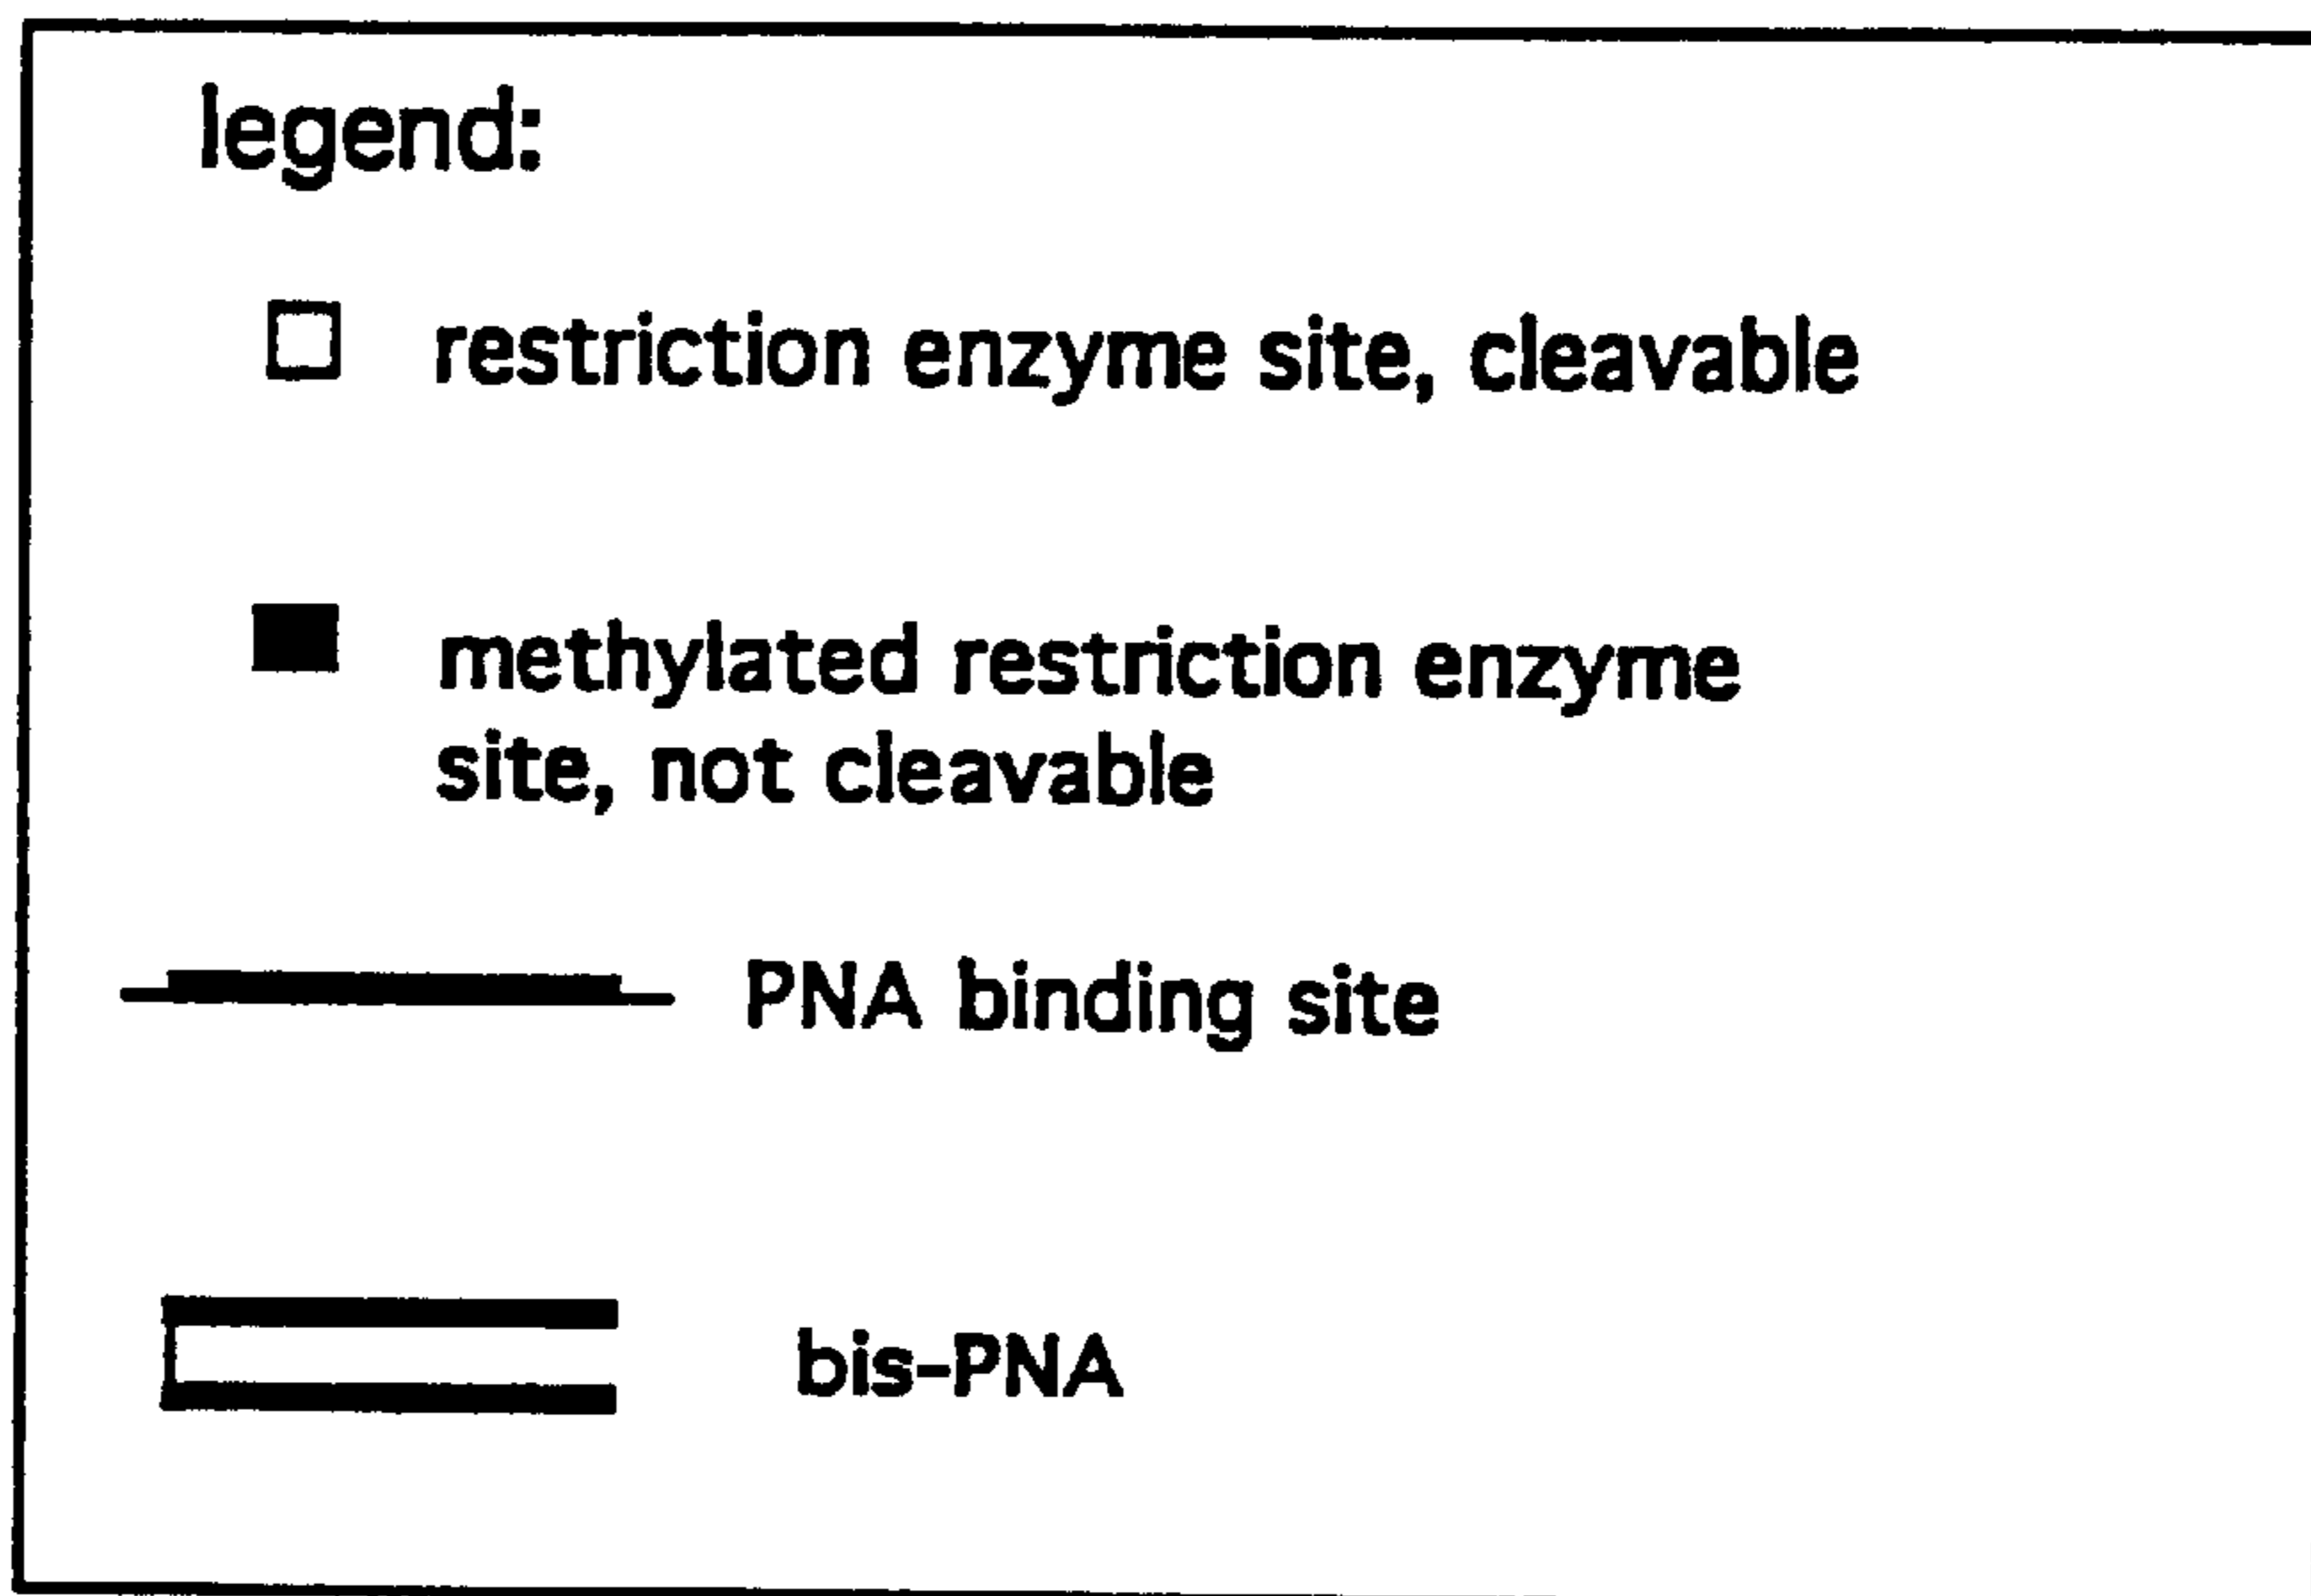 legend:
restriction enzyme site, cleavable
methylated restriction enzyme
site, not cleavable
PNA binding site
bis-PNA